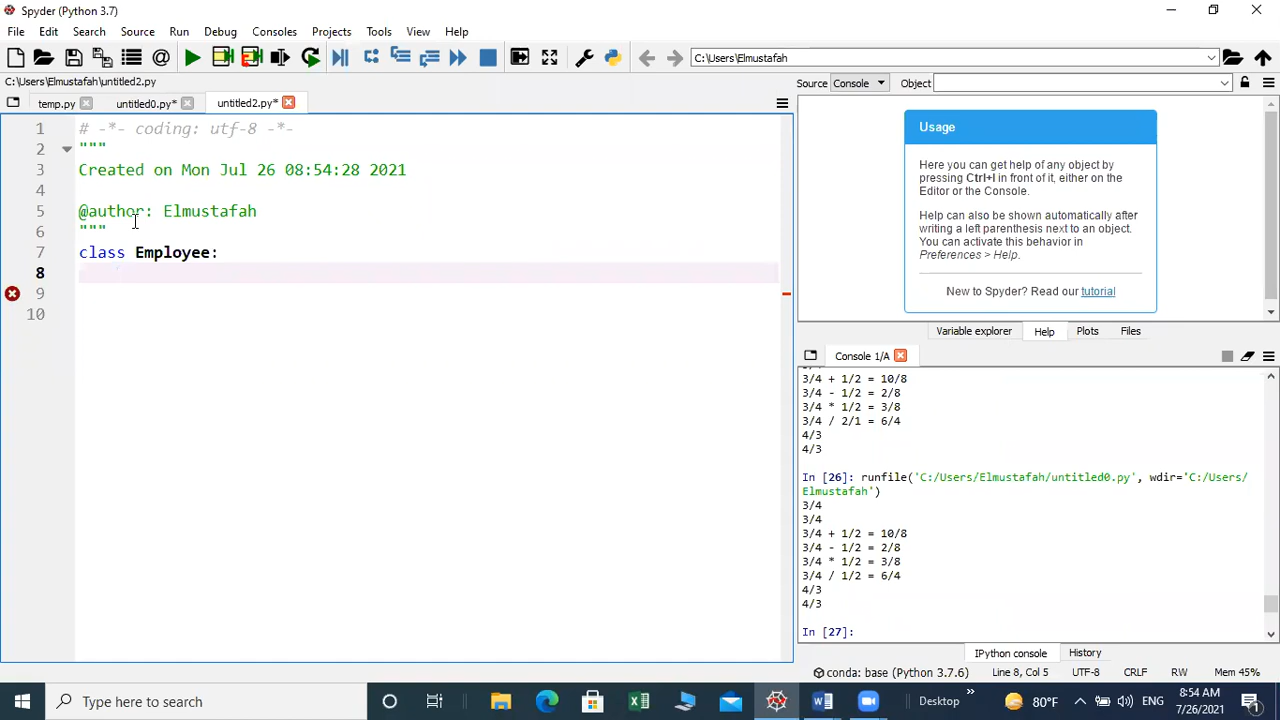 Spyder (Python 3.7)
File Edit Search Source Run Debug Consoles Projects Tools View Help
C:\Users\Elmustafah
C:\Users\Elmustafah\untitled2.py
Source Console Object
temp.py untitled0.py* untitled2.py*
1 # -*- coding: utf-8 -*-
2 """
3 Created on Mon Jul 26 08:54:28 2021
4
5 @author: Elmustafah
6 """
7 class Employee:
8
9
10
Usage
Here you can get help of any object by
pressing Ctrl+I in front of it, either on the
Editor or the Console.
Help can also be shown automatically after
writing a left parenthesis next to an object.
You can activate this behavior in
Preferences > Help.
New to Spyder? Read our tutorial
Variable explorer Help Plots Files
Console 1/A
3/4 + 1/2 = 10/8
3/4 - 1/2 = 2/8
3/4 * 1/2 = 3/8
3/4 / 2/1 = 6/4
4/3
4/3
In [26]: runfile('C:/Users/Elmustafah/untitled0.py', wdir='C:/Users/
Elmustafah')
3/4
3/4
3/4 + 1/2 = 10/8
3/4 - 1/2 = 2/8
3/4 * 1/2 = 3/8
3/4 / 1/2 = 6/4
4/3
4/3
In [27]:
IPython console History
conda: base (Python 3.7.6) Line 8, Col 5 UTF-8 CRLF RW Mem 45%
Type here to search
Desktop » 80°F ENG
8:54 AM
7/26/2021
1